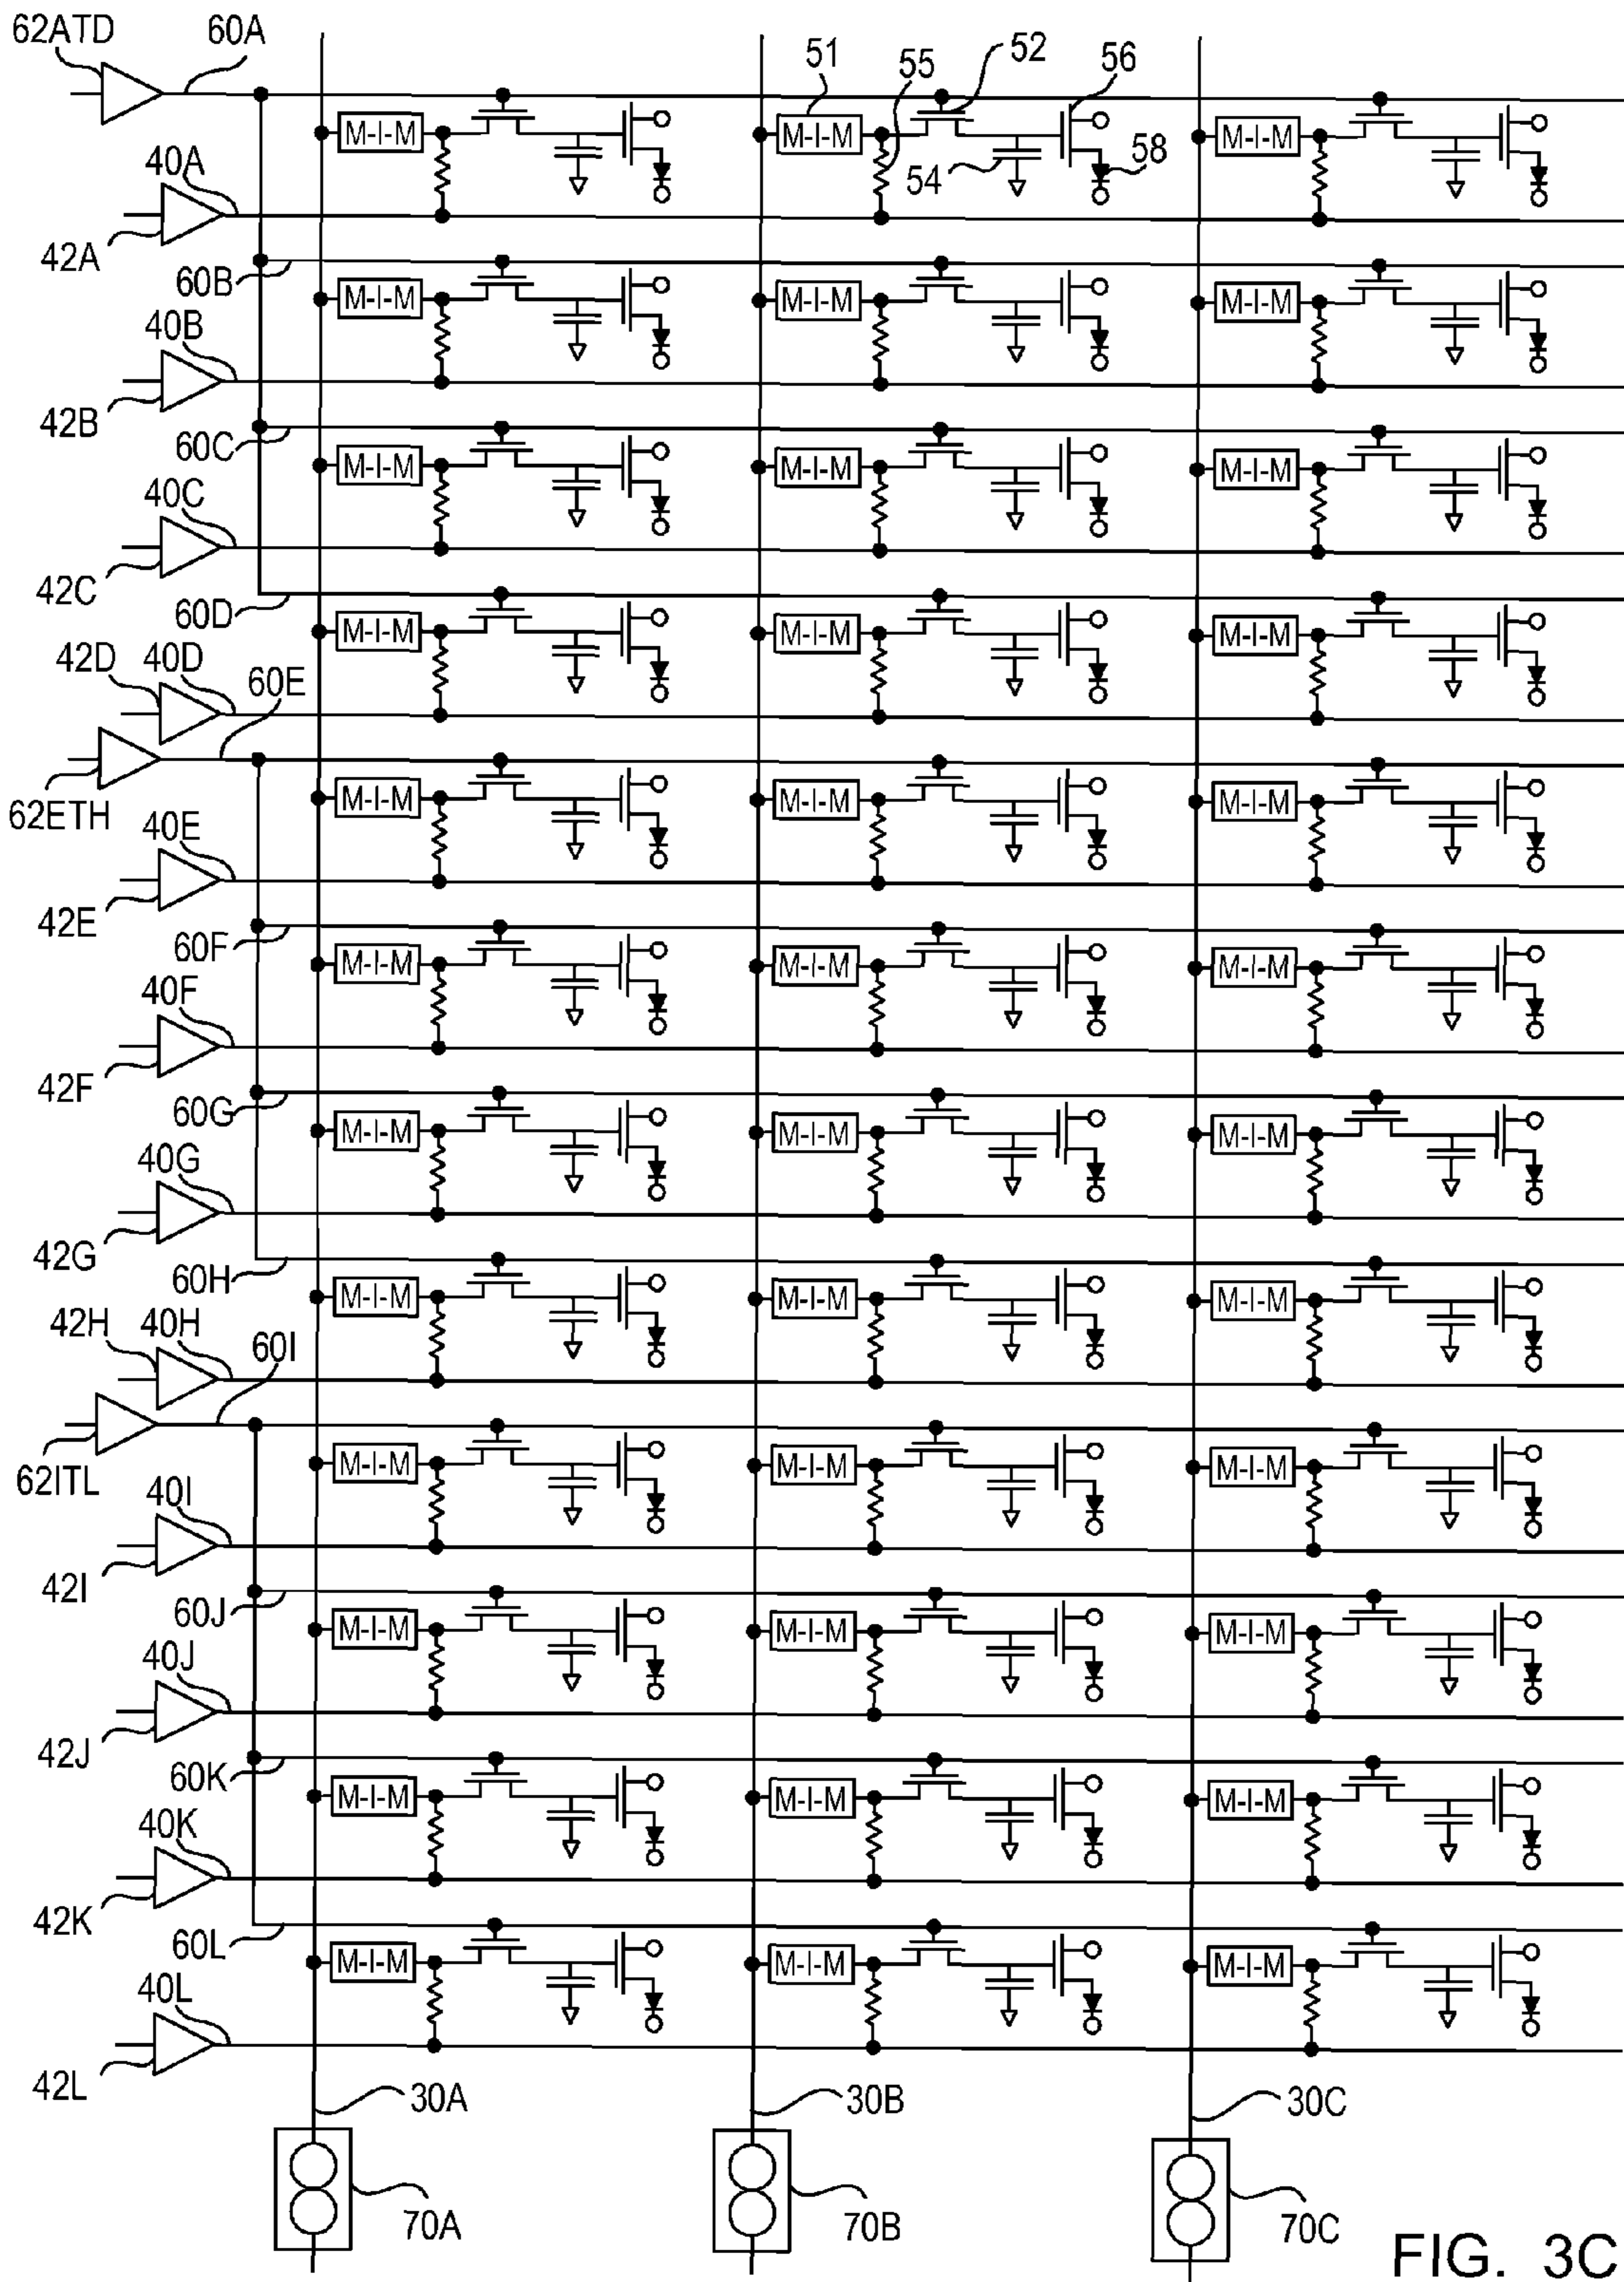 62ATD 60A
51 55 52 56
M-I-M M-I-M M-I-M
54 58
40A
42A
60B
M-I-M M-I-M M-I-M
40B
42B
60C
M-I-M M-I-M M-I-M
40C
42C
60D
M-I-M M-I-M M-I-M
42D 40D 60E
62ETH
M-I-M M-I-M M-I-M
40E
42E
60F
M-I-M M-I-M M-I-M
40F
42F
60G
M-I-M M-I-M M-I-M
40G
42G
60H
M-I-M M-I-M M-I-M
42H 40H 60I
62ITL
M-I-M M-I-M M-I-M
40I
42I
60J
M-I-M M-I-M M-I-M
40J
42J
60K
M-I-M M-I-M M-I-M
40K
42K
60L
M-I-M M-I-M M-I-M
40L
42L
30A 30B 30C
70A 70B 70C
FIG. 3C